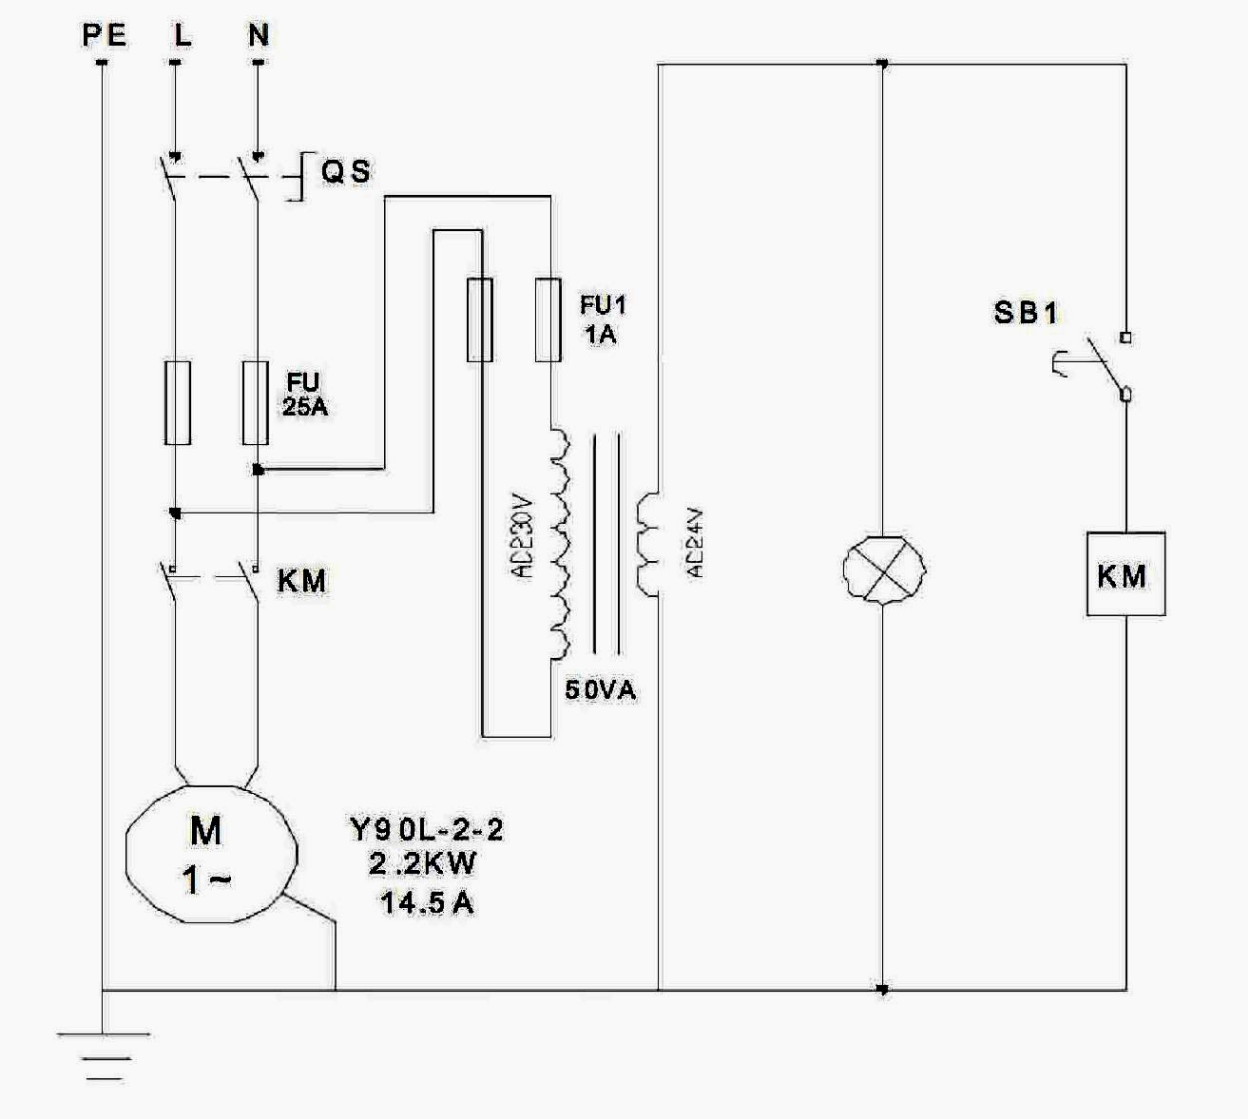 PE L N
QS
FU1
1A
SB1
FU
25A
AC230V
AC24V
KM
KM
50VA
M
1~
Y90L-2-2
2.2KW
14.5A